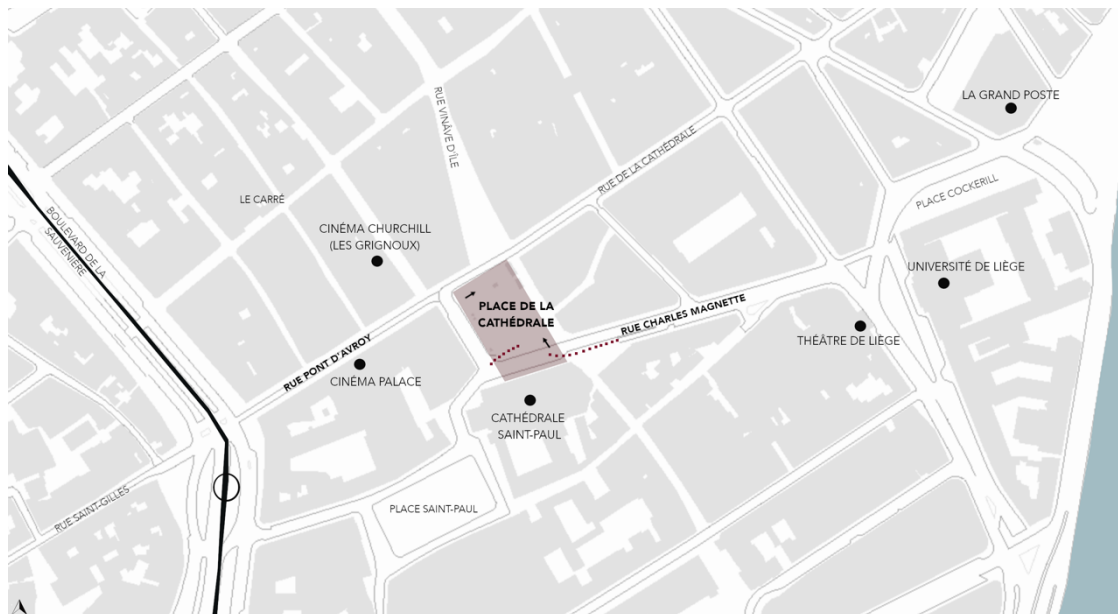 LA GRAND POSTE
RUE VINÂVE D'ÎLE
RUE DE LA CATHÉDRALE
LE CARRÉ
PLACE COCKERILL
BOULEVARD DE LA
SAUVENIÈRE
CINÉMA CHURCHILL
(LES GRIGNOUX)
UNIVERSITÉ DE LIÈGE
PLACE DE LA
CATHÉDRALE
RUE CHARLES MAGNETTE
THÉÂTRE DE LIÈGE
RUE PONT D'AVROY
CINÉMA PALACE
CATHÉDRALE
SAINT-PAUL
RUE SAINT-GILLES
PLACE SAINT-PAUL